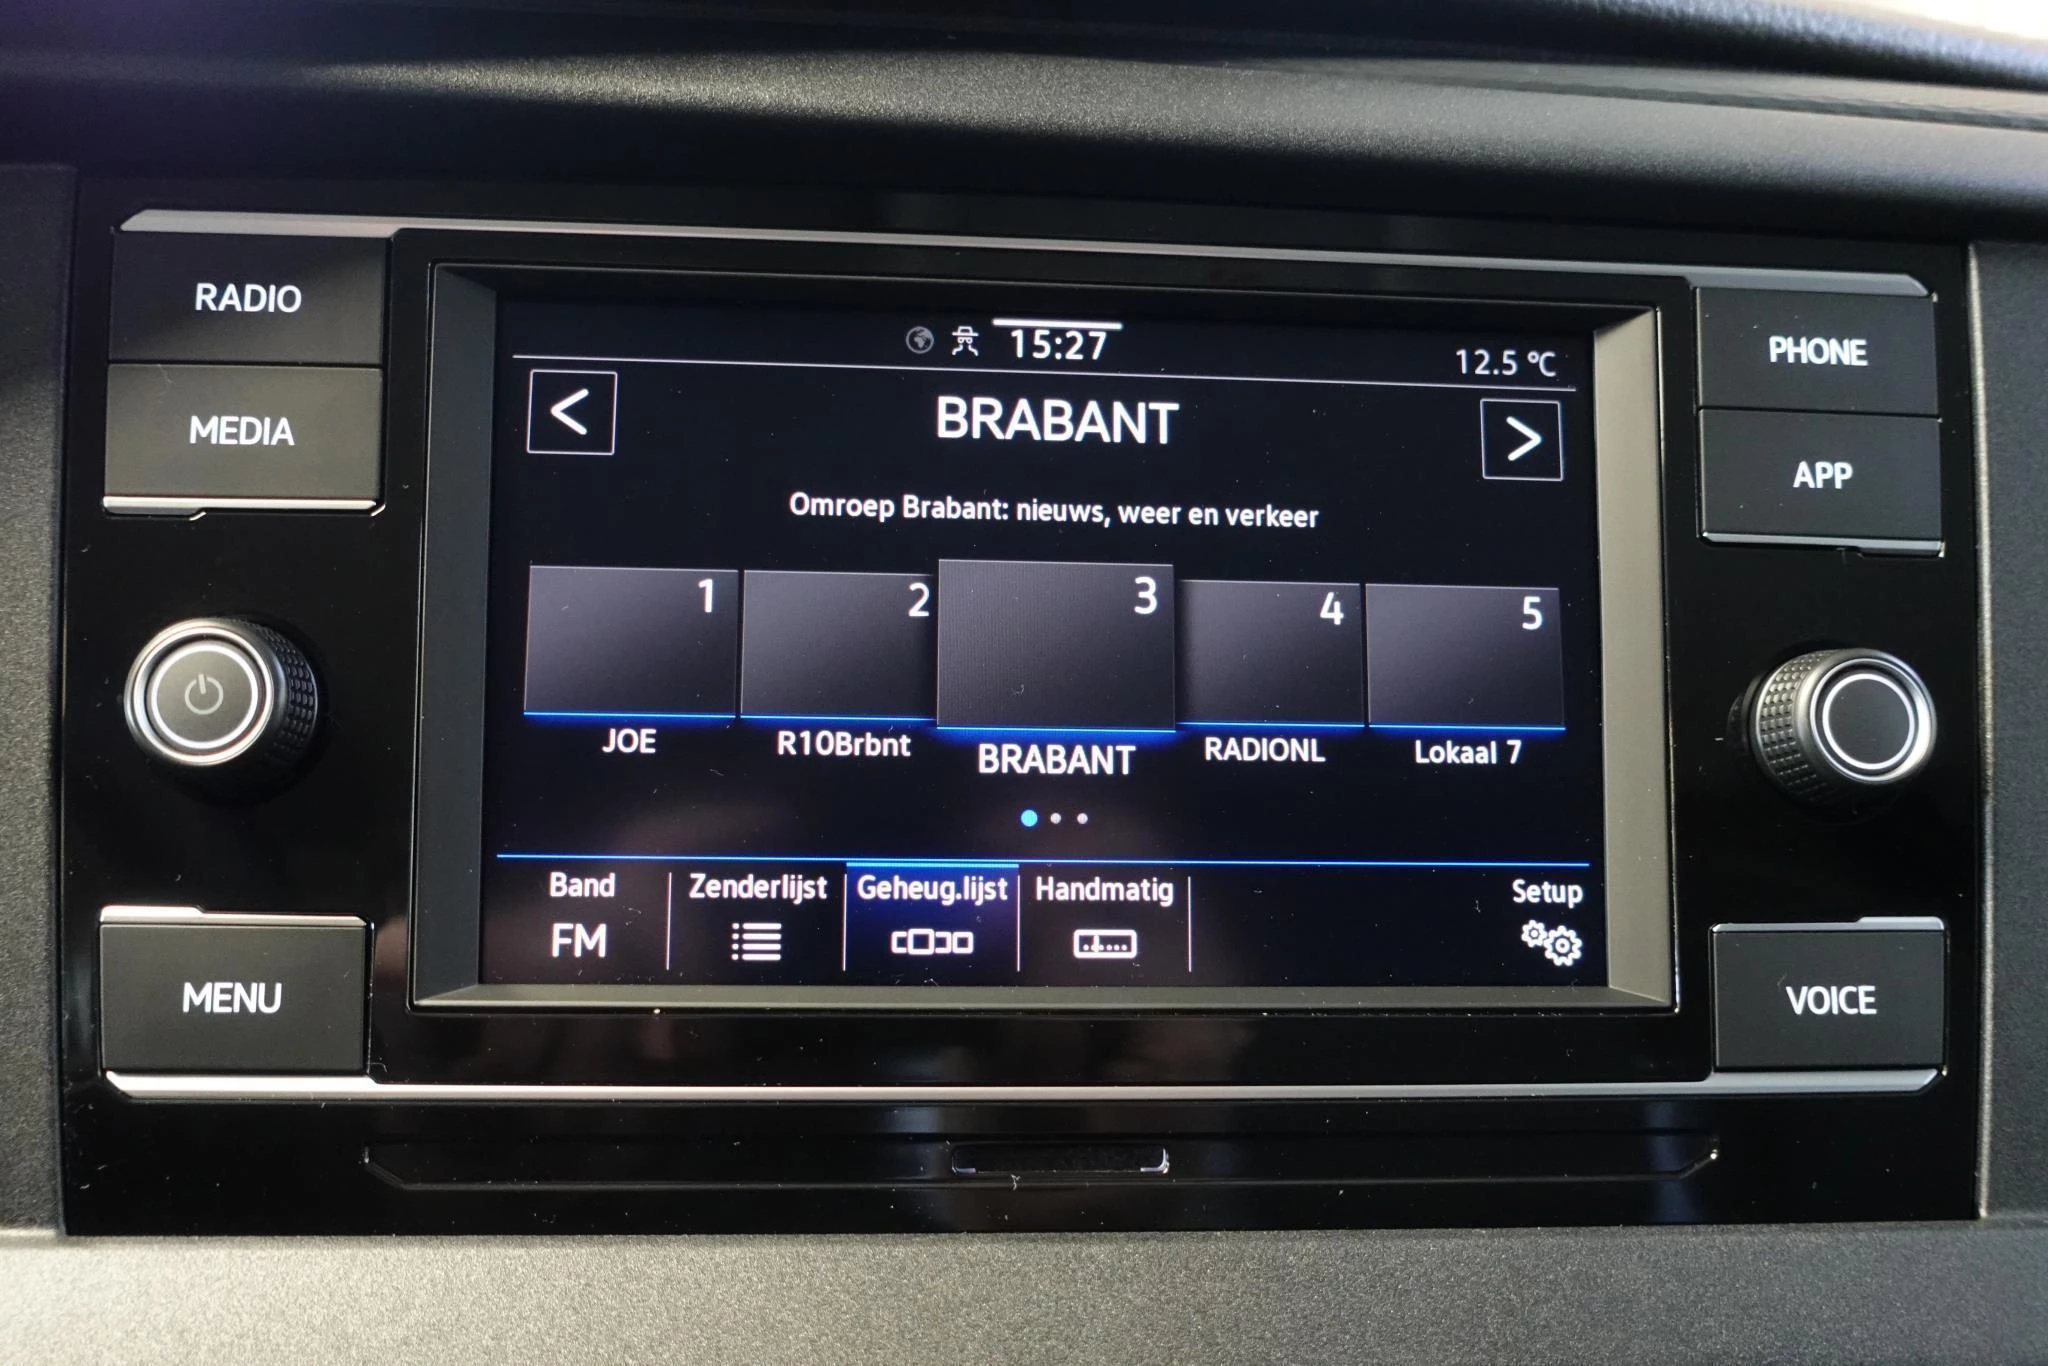 RADIO
MEDIA
MENU
15:27
12.5 °C
<
BRABANT
>
Omroep Brabant: nieuws, weer en verkeer
1 2 3 4 5
JOE R10Brbnt BRABANT RADIONL Lokaal 7
Band Zenderlijst Geheug.lijst Handmatig Setup
FM
PHONE
APP
VOICE